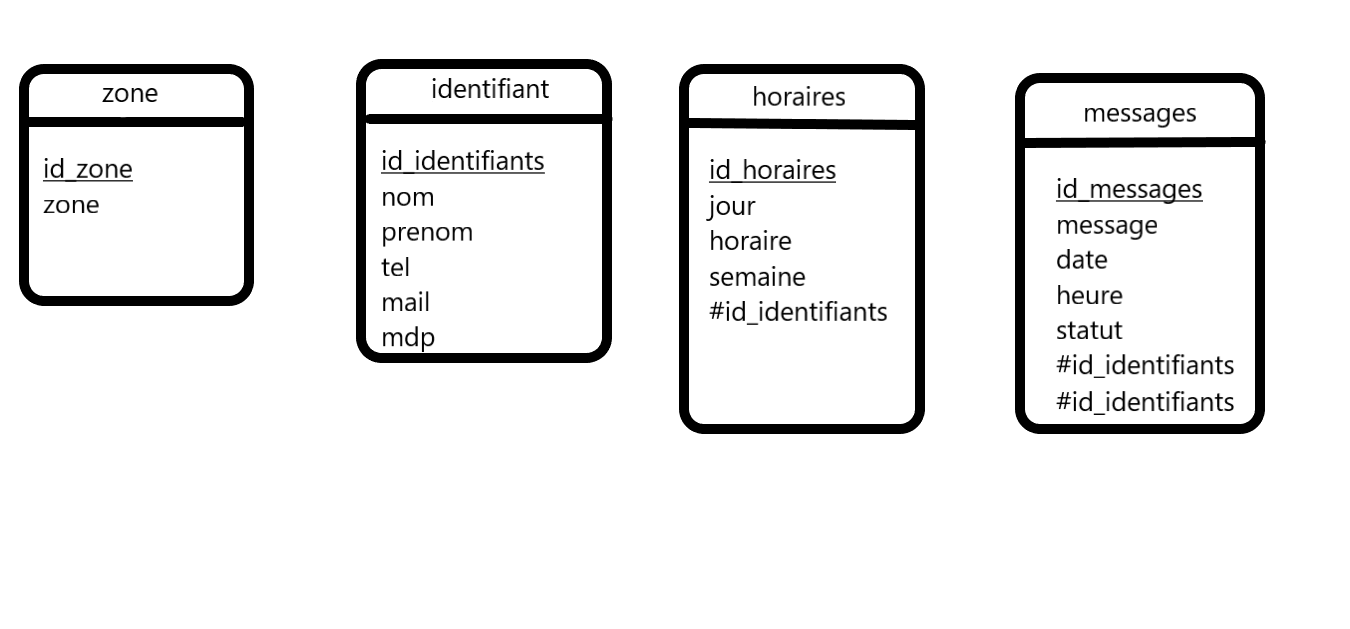 zone
id_zone
zone
identifiant
id_identifiants
nom
prenom
tel
mail
mdp
horaires
id_horaires
jour
horaire
semaine
#id_identifiants
messages
id_messages
message
date
heure
statut
#id_identifiants
#id_identifiants